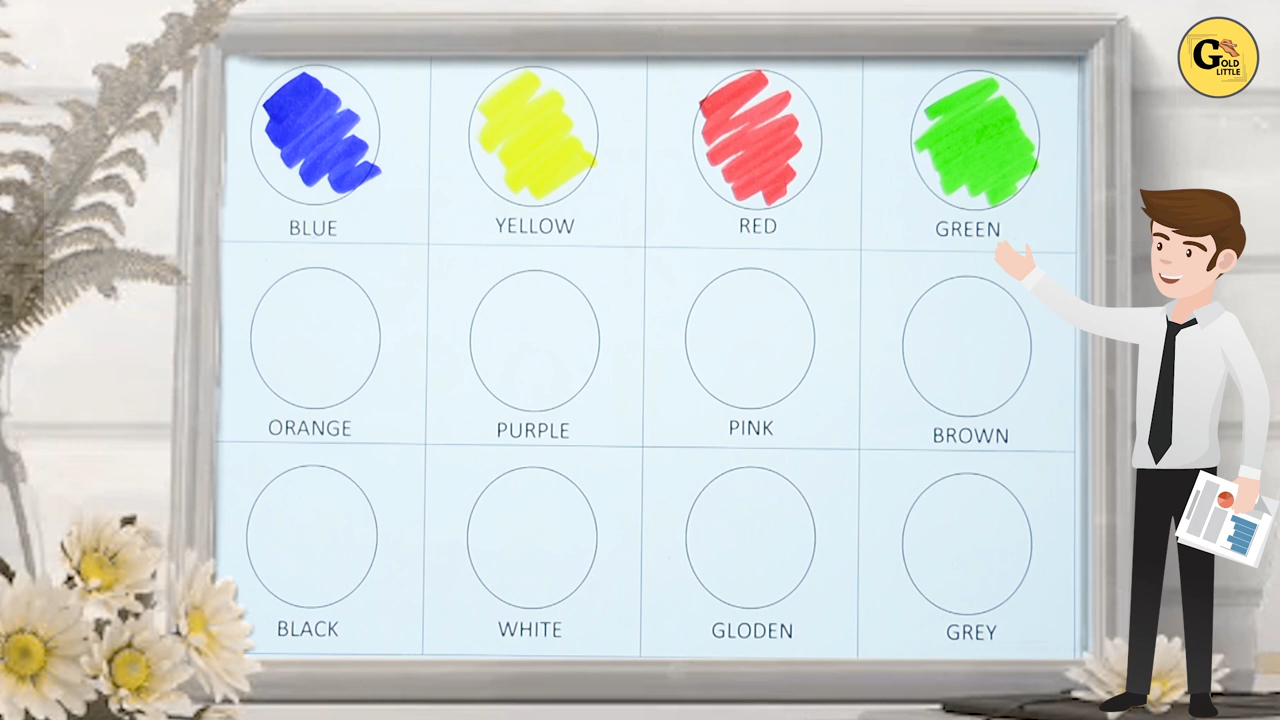 GOLD
LITTLE
BLUE YELLOW RED GREEN
ORANGE PURPLE PINK BROWN
BLACK WHITE GLODEN GREY